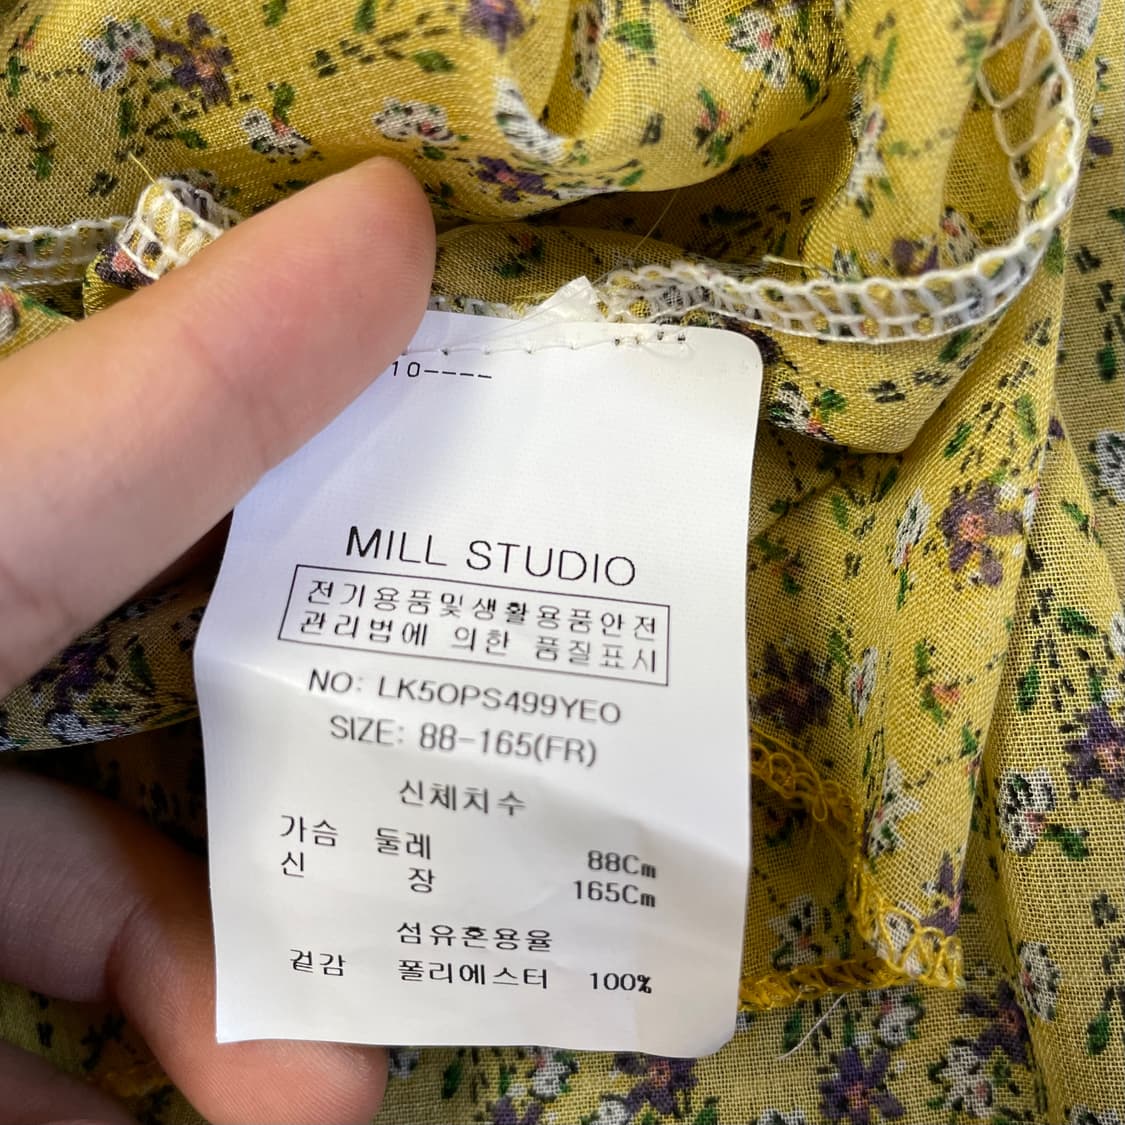 10----
MILL STUDIO
전기용품및생활용품안전
관리법에 의한 품질표시
NO: LK5OPS499YEO
SIZE: 88-165(FR)
신체치수
가슴 둘레 88Cm
신 장 165Cm
섬유혼용율
겉감 폴리에스터 100%